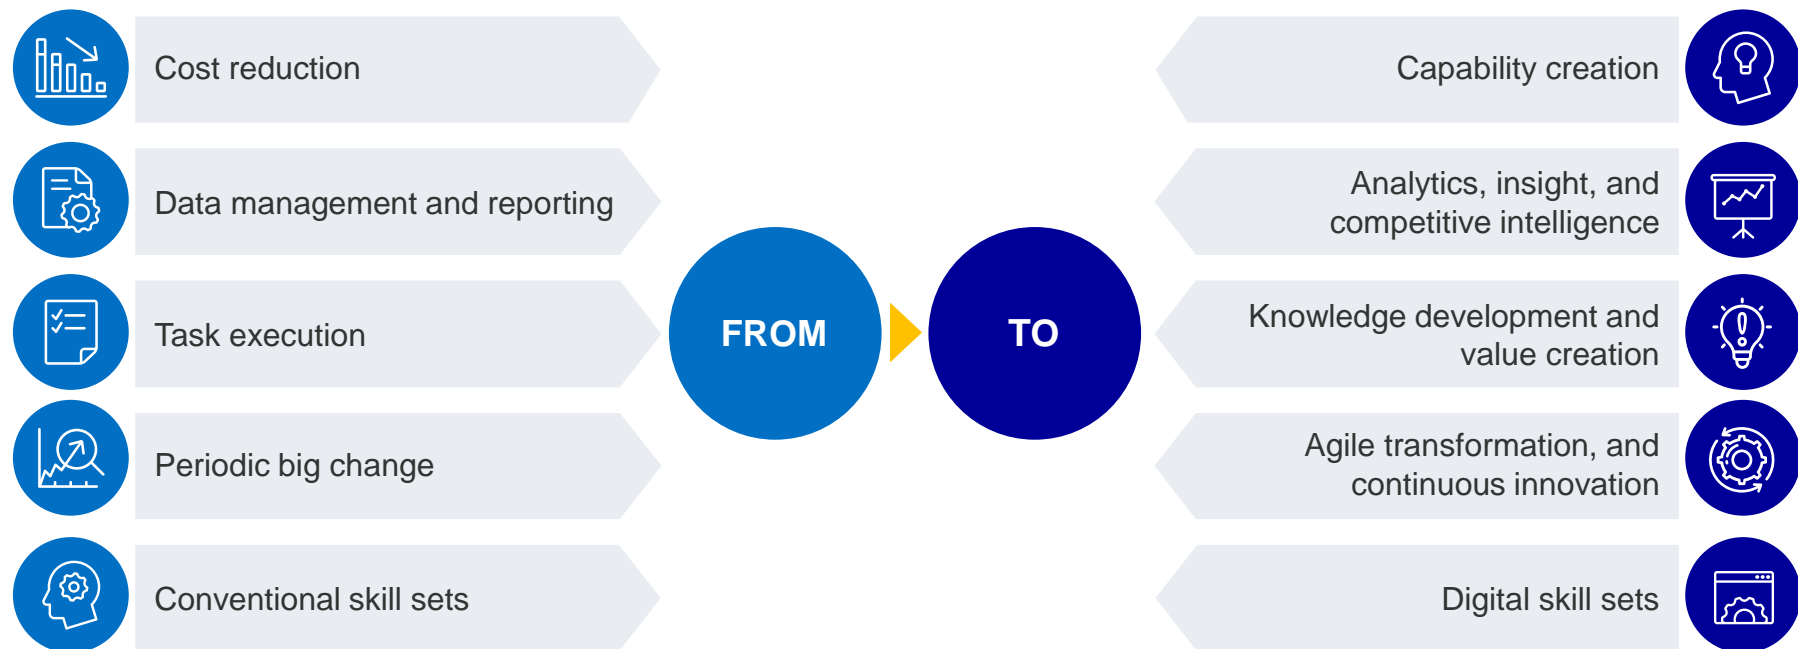 Cost reduction
Data management and reporting
Task execution
Periodic big change
Conventional skill sets
FROM
TO
Capability creation
Analytics, insight, and
competitive intelligence
Knowledge development and
value creation
Agile transformation, and
continuous innovation
Digital skill sets